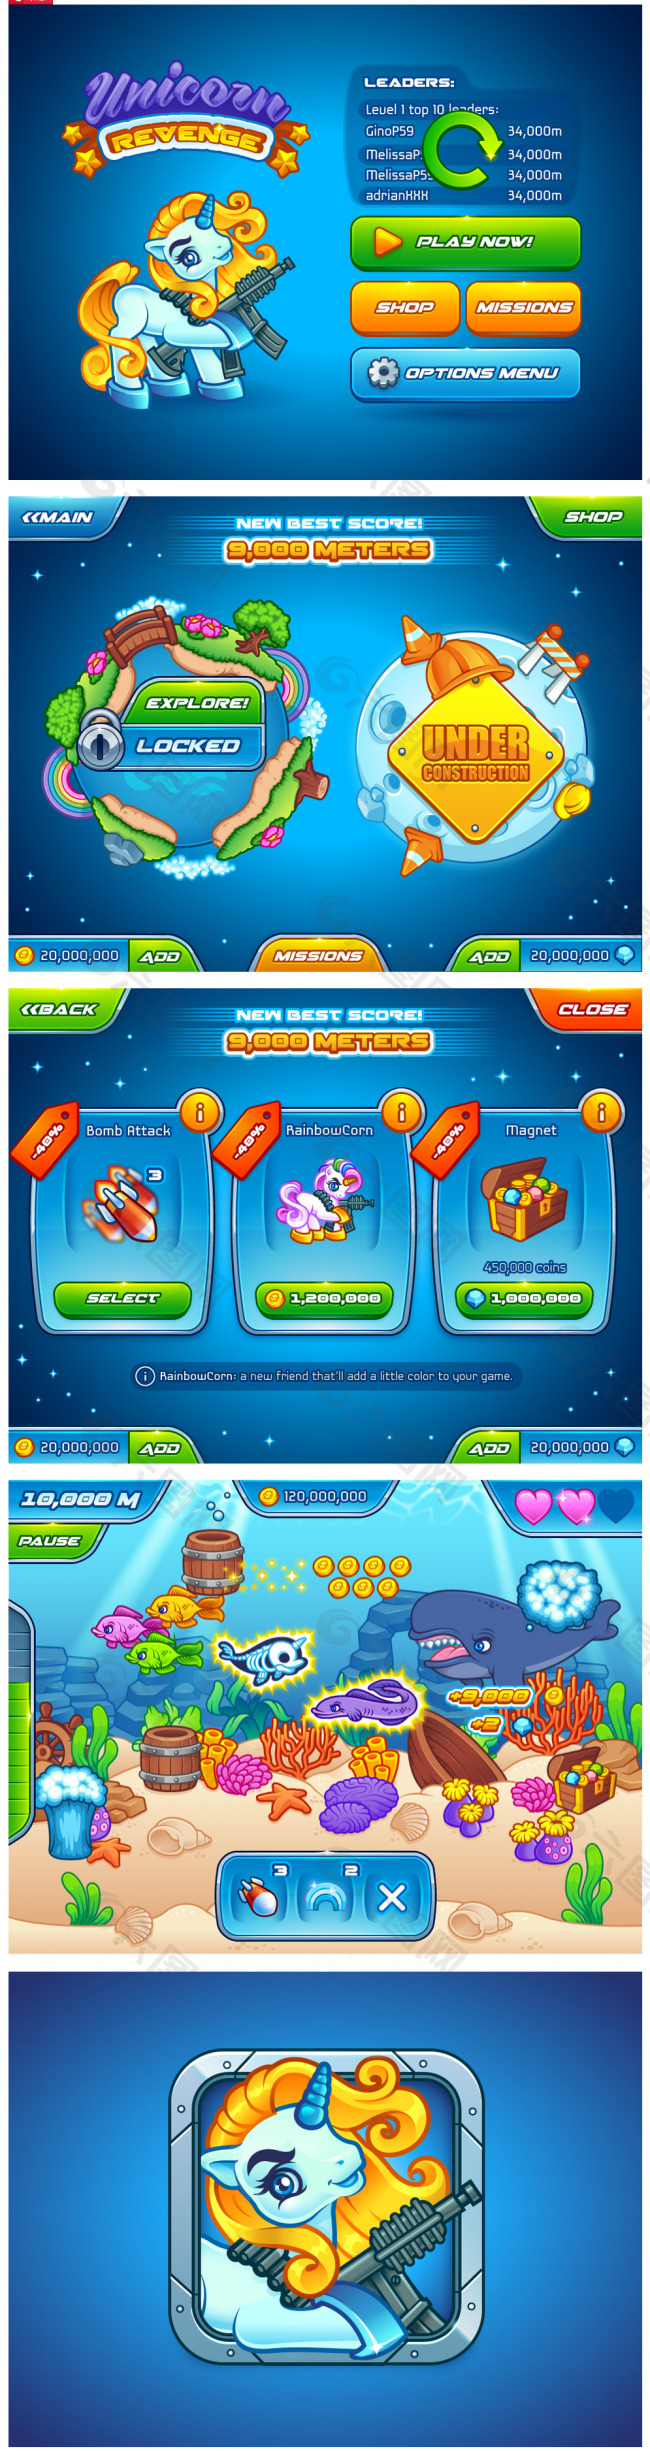 Unicorn
REVENGE
LEADERS:
Level 1 top 10 leaders:
GinoP59 34,000m
MelissaP5 34,000m
MelissaP59 34,000m
adrianXXX 34,000m
PLAY NOW!
SHOP MISSIONS
OPTIONS MENU
<<MAIN
NEW BEST SCORE!
9,000 METERS
SHOP
EXPLORE!
LOCKED
UNDER
CONSTRUCTION
20,000,000 ADD MISSIONS ADD 20,000,000
<<BACK
NEW BEST SCORE!
9,000 METERS
CLOSE
-40% Bomb Attack i
-40% RainbowCorn i
-40% Magnet i
3
450,000 coins
SELECT 1,200,000 1,000,000
i RainbowCorn: a new friend that'll add a little color to your game.
20,000,000 ADD ADD 20,000,000
10,000 M 120,000,000
PAUSE
+9,000
+2
3 2